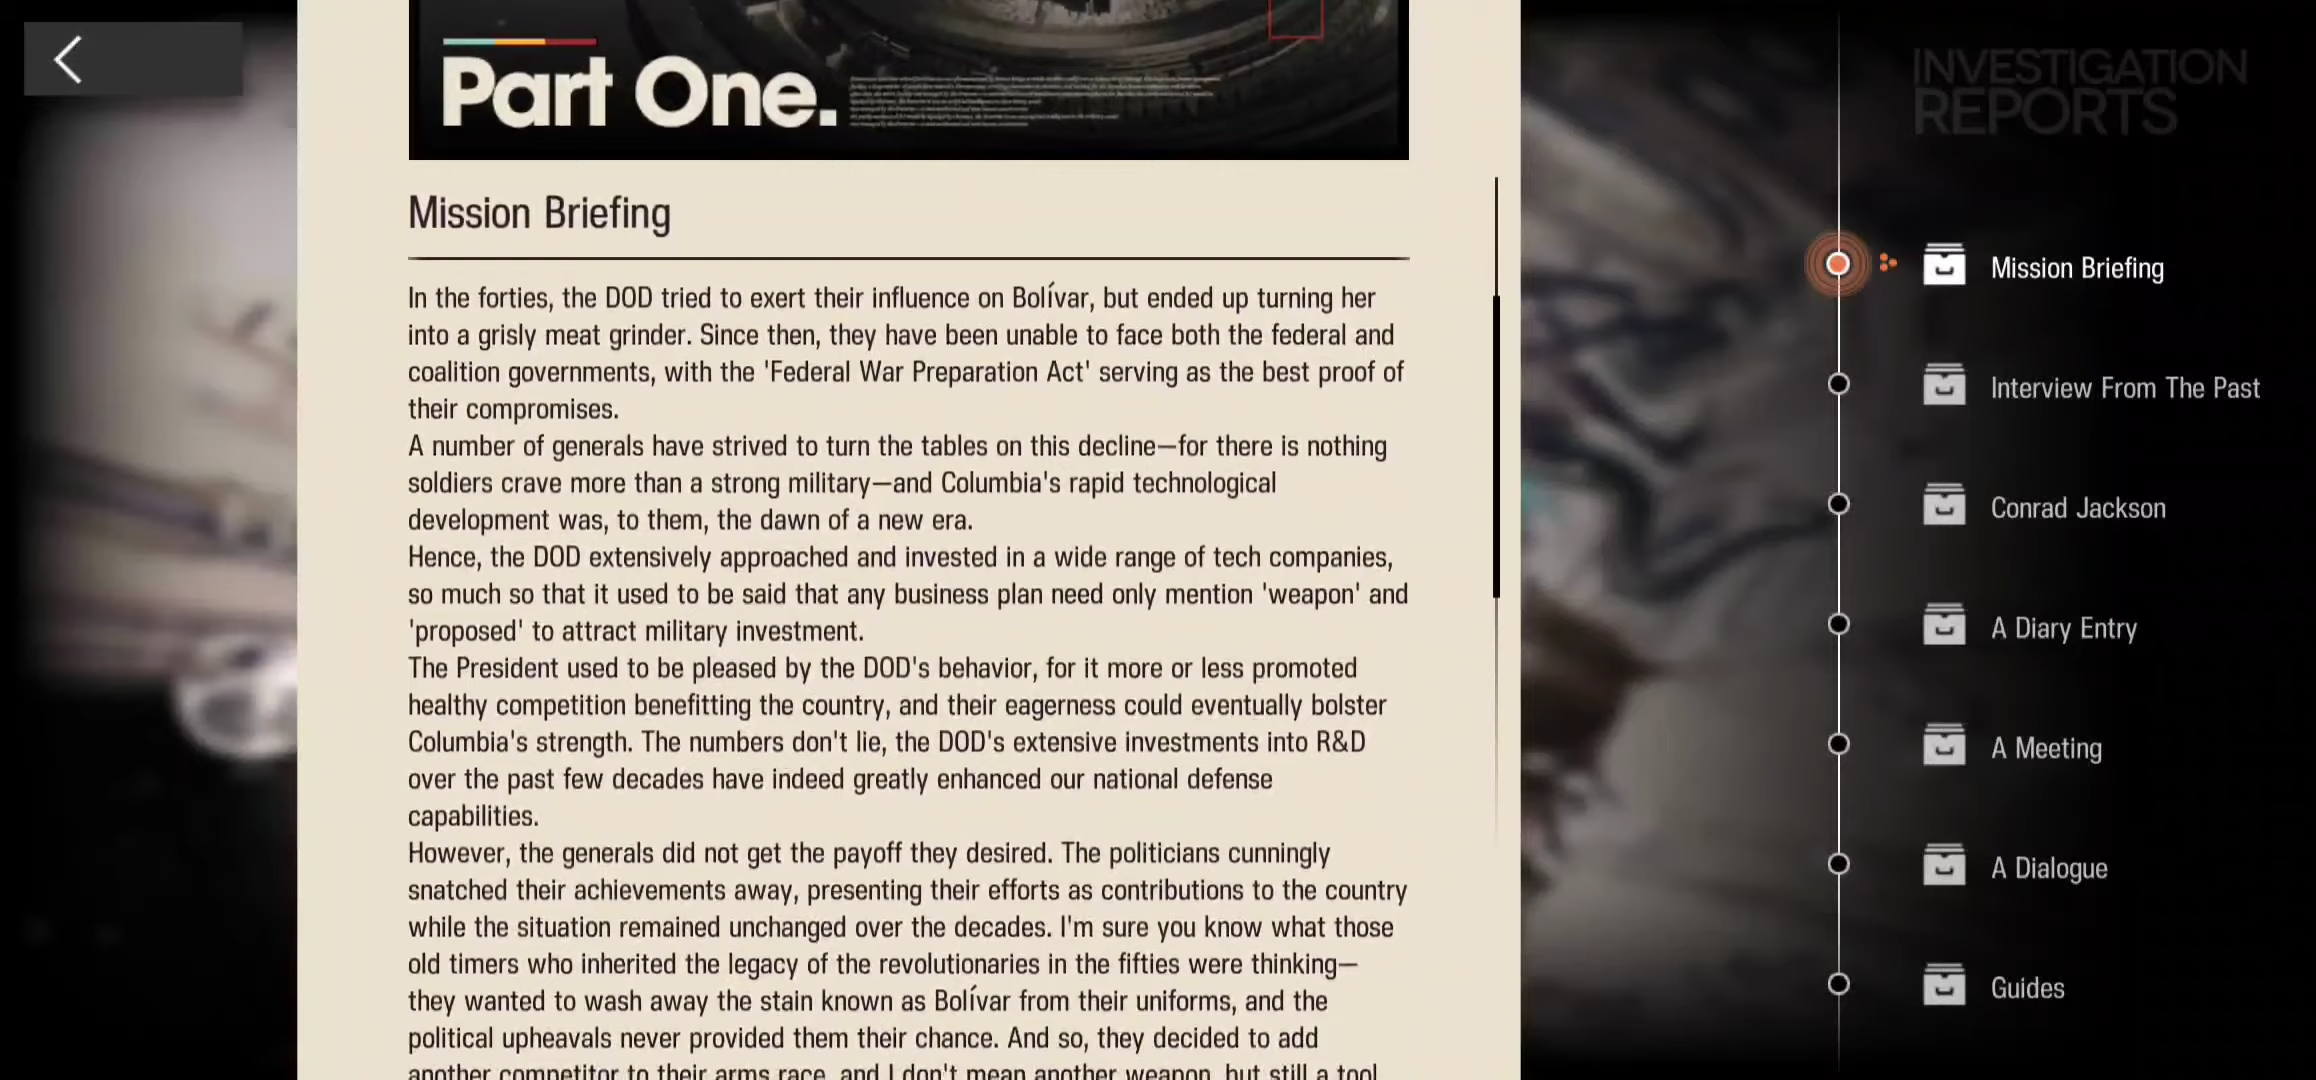 Part One.
INVESTIGATION
REPORTS
Mission Briefing
In the forties, the DOD tried to exert their influence on Bolívar, but ended up turning her
into a grisly meat grinder. Since then, they have been unable to face both the federal and
coalition governments, with the 'Federal War Preparation Act' serving as the best proof of
their compromises.
A number of generals have strived to turn the tables on this decline—for there is nothing
soldiers crave more than a strong military—and Columbia's rapid technological
development was, to them, the dawn of a new era.
Hence, the DOD extensively approached and invested in a wide range of tech companies,
so much so that it used to be said that any business plan need only mention 'weapon' and
'proposed' to attract military investment.
The President used to be pleased by the DOD's behavior, for it more or less promoted
healthy competition benefitting the country, and their eagerness could eventually bolster
Columbia's strength. The numbers don't lie, the DOD's extensive investments into R&D
over the past few decades have indeed greatly enhanced our national defense
capabilities.
However, the generals did not get the payoff they desired. The politicians cunningly
snatched their achievements away, presenting their efforts as contributions to the country
while the situation remained unchanged over the decades. I'm sure you know what those
old timers who inherited the legacy of the revolutionaries in the fifties were thinking—
they wanted to wash away the stain known as Bolívar from their uniforms, and the
political upheavals never provided them their chance. And so, they decided to add
another competitor to their arms race, and I don't mean another weapon, but still a tool
Mission Briefing
Interview From The Past
Conrad Jackson
A Diary Entry
A Meeting
A Dialogue
Guides